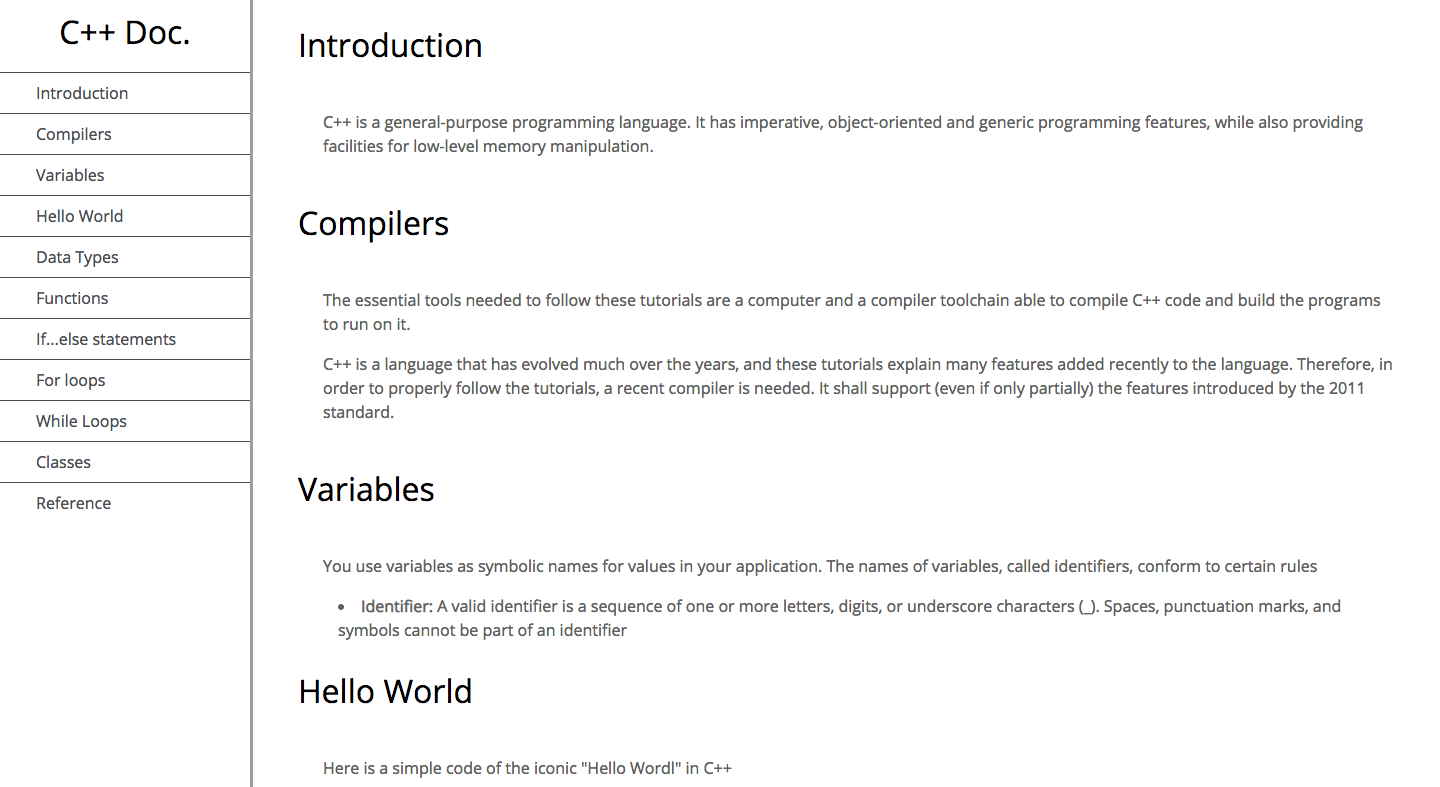 C++ Doc.
Introduction
Compilers
Variables
Hello World
Data Types
Functions
If...else statements
For loops
While Loops
Classes
Reference
Introduction
C++ is a general-purpose programming language. It has imperative, object-oriented and generic programming features, while also providing
facilities for low-level memory manipulation.
Compilers
The essential tools needed to follow these tutorials are a computer and a compiler toolchain able to compile C++ code and build the programs
to run on it.
C++ is a language that has evolved much over the years, and these tutorials explain many features added recently to the language. Therefore, in
order to properly follow the tutorials, a recent compiler is needed. It shall support (even if only partially) the features introduced by the 2011
standard.
Variables
You use variables as symbolic names for values in your application. The names of variables, called identifiers, conform to certain rules
• Identifier: A valid identifier is a sequence of one or more letters, digits, or underscore characters (_). Spaces, punctuation marks, and
symbols cannot be part of an identifier
Hello World
Here is a simple code of the iconic "Hello Wordl" in C++